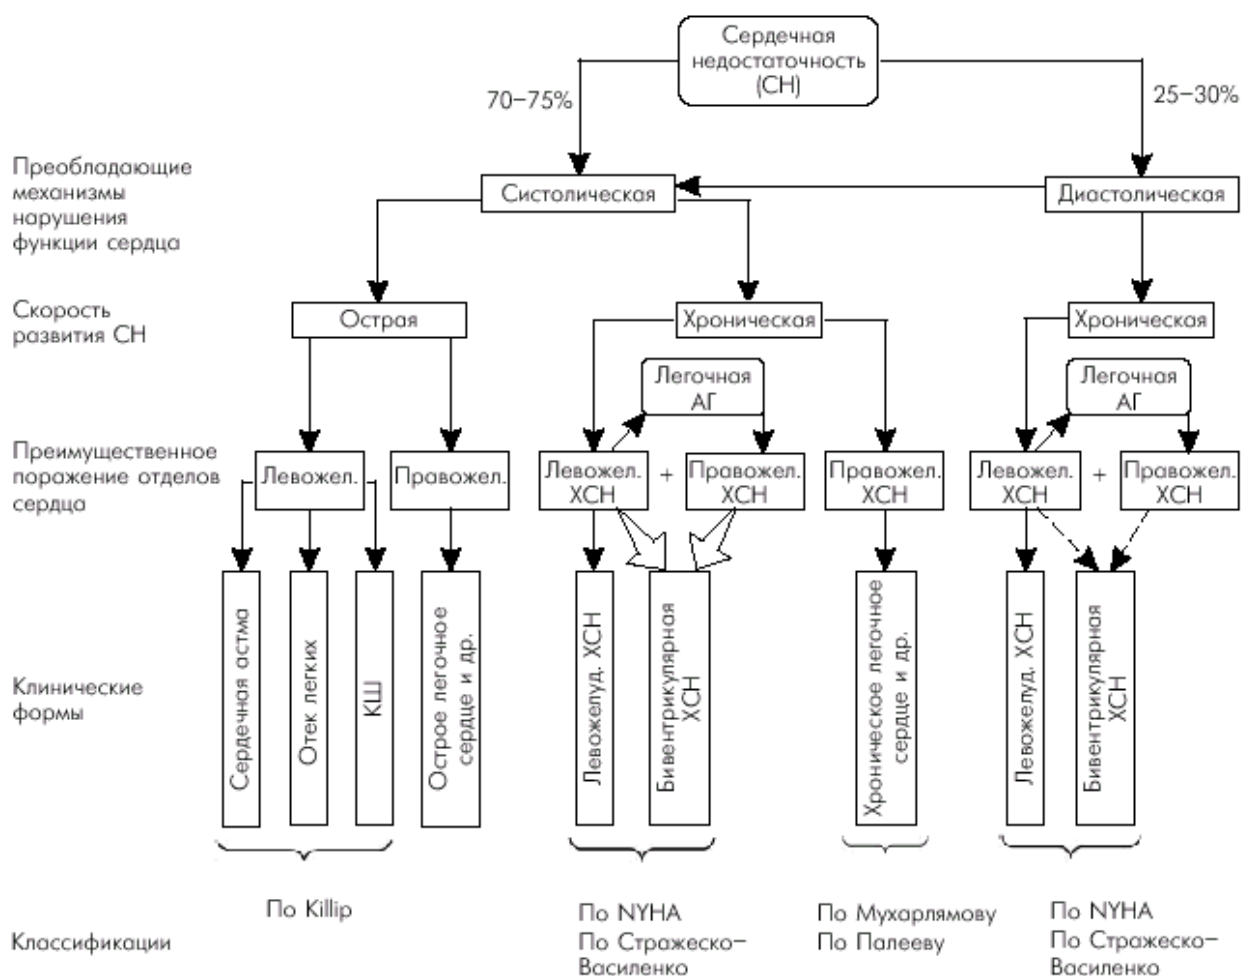 Сердечная
недостаточность
(СН)
70–75%
25–30%
Преобладающие
механизмы
нарушения
функции сердца
Систолическая
Диастолическая
Скорость
развития СН
Острая
Хроническая
Хроническая
Легочная
АГ
Легочная
АГ
Преимущественное
поражение отделов
сердца
Левожел.
Правожел.
Левожел.
ХСН
+
Правожел.
ХСН
Правожел.
ХСН
Левожел.
ХСН
+
Правожел.
ХСН
Клинические
формы
Сердечная астма
Отек легких
КШ
Острое легочное
сердце и др.
Левожелуд. ХСН
Бивентрикулярная
ХСН
Хроническое легочное
сердце и др.
Левожелуд. ХСН
Бивентрикулярная
ХСН
Классификации
По Killip
По NYHA
По Стражеско–
Василенко
По Мухарлямову
По Палееву
По NYHA
По Стражеско–
Василенко